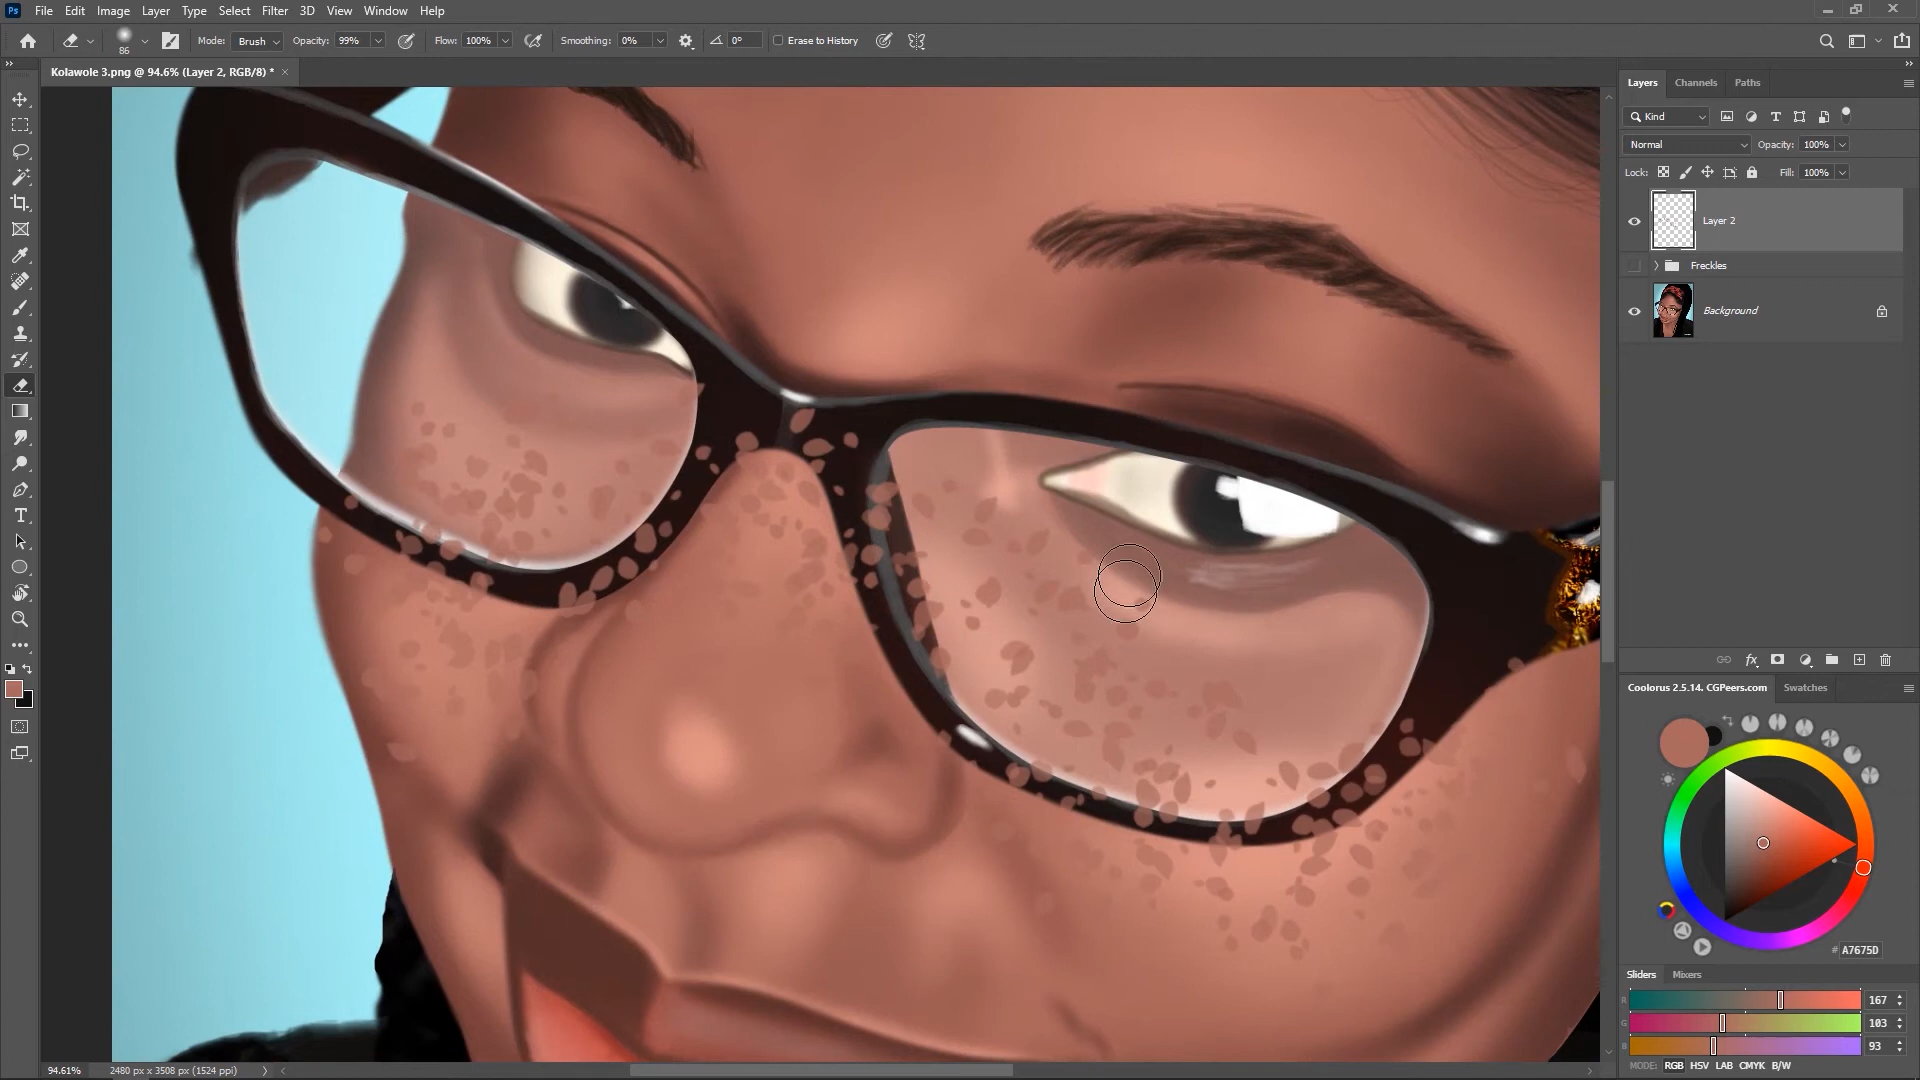 Ps File Edit Image Layer Type Select Filter 3D View Window Help
86 Mode: Brush Opacity: 99% Flow: 100% Smoothing: 0% 0° Erase to History
Kolawole 3.png @ 94.6% (Layer 2, RGB/8) * ×
Layers Channels Paths
Kind
Normal Opacity: 100%
Lock: Fill: 100%
Layer 2
Freckles
Background
Coolorus 2.5.14. CGPeers.com Swatches
# A7675D
Sliders Mixers
R 167
G 103
B 93
MODE: RGB HSV LAB CMYK B/W
94.61% 2480 px x 3508 px (1524 ppi)